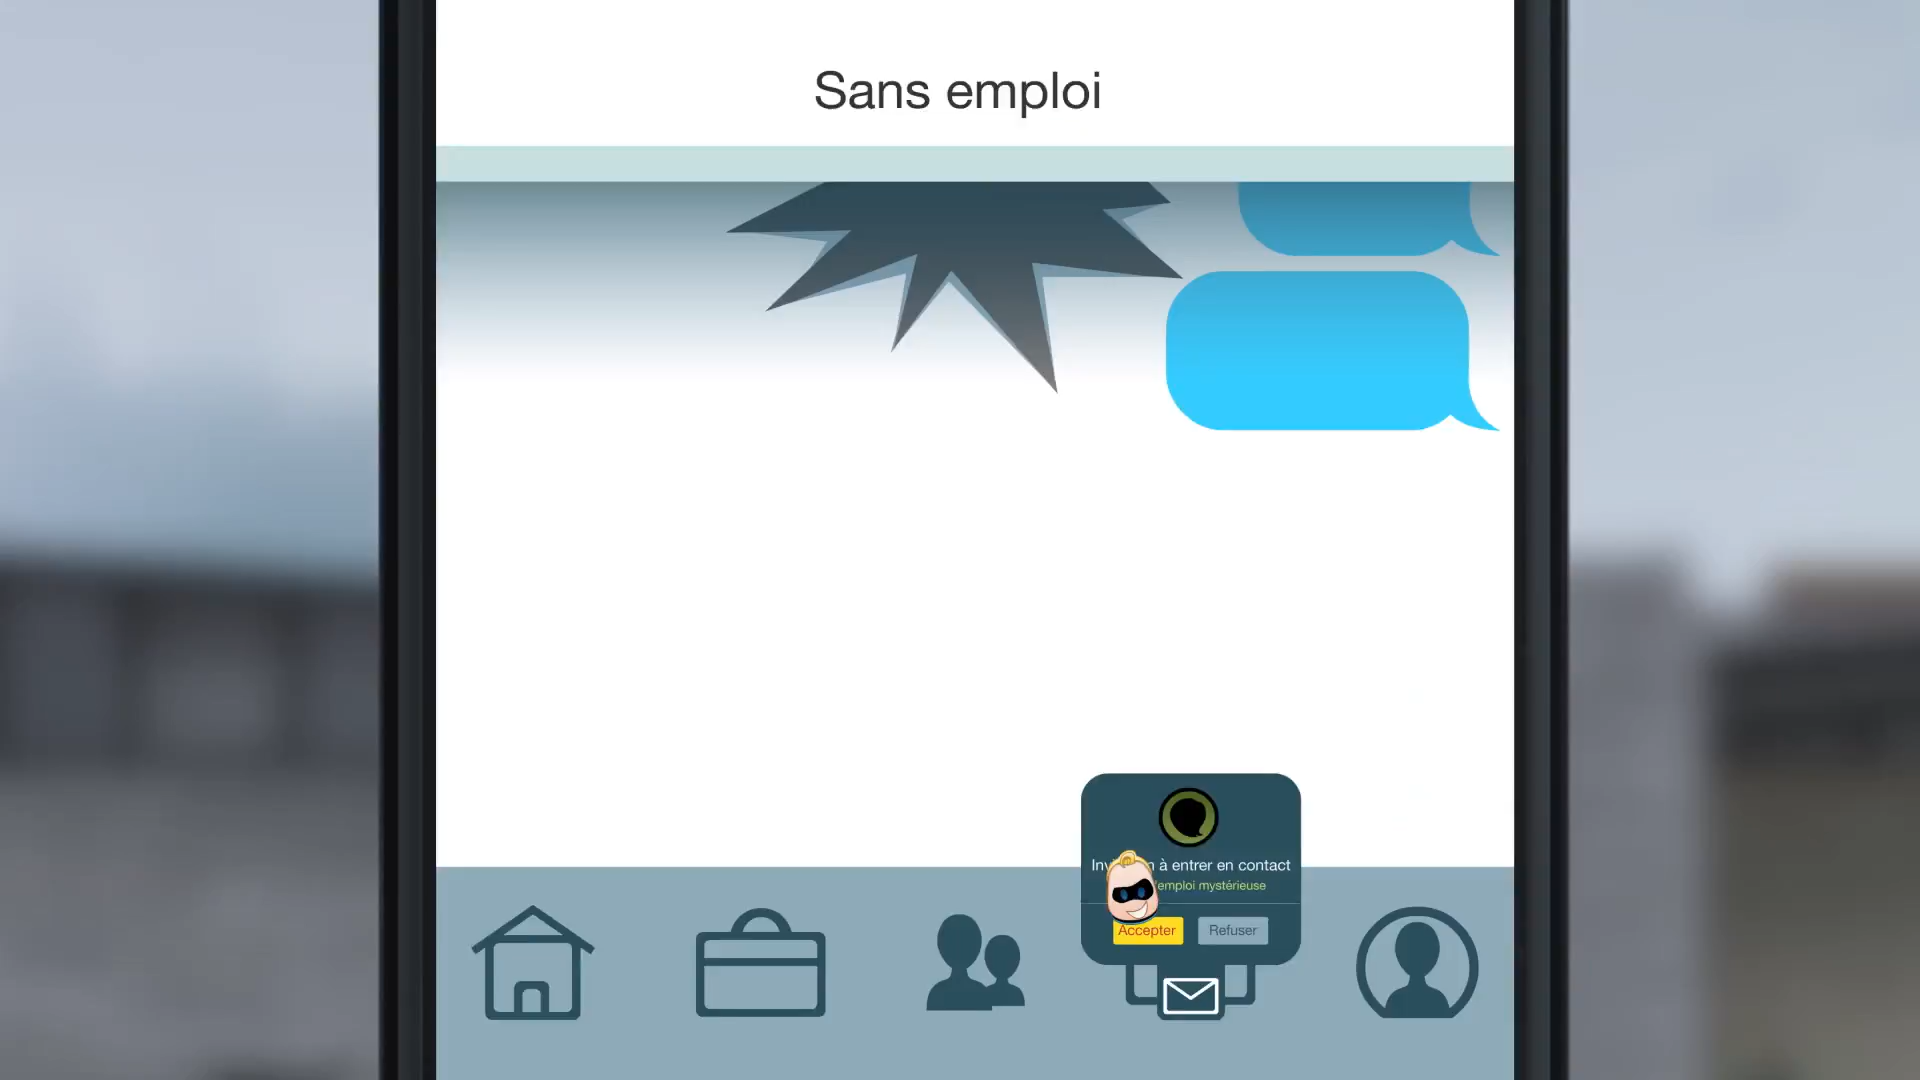 Sans emploi
à entrer en contact
emploi mystérieuse
Accepter
Refuser